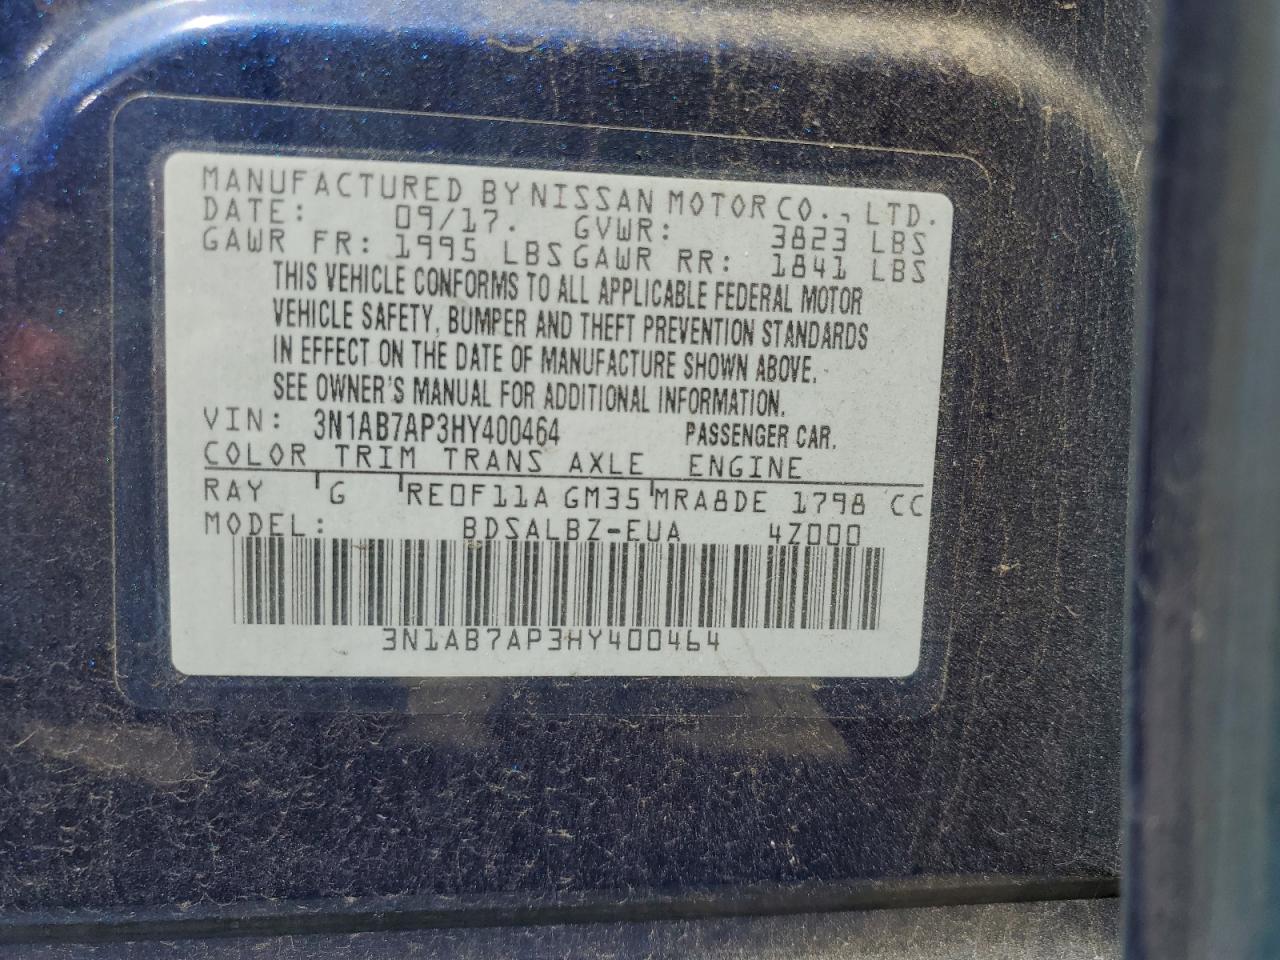 MANUFACTURED BY NISSAN MOTOR CO., LTD.
DATE: 09/17. GVWR: 3823 LBS
GAWR FR: 1995 LBS GAWR RR: 1841 LBS
THIS VEHICLE CONFORMS TO ALL APPLICABLE FEDERAL MOTOR
VEHICLE SAFETY, BUMPER AND THEFT PREVENTION STANDARDS
IN EFFECT ON THE DATE OF MANUFACTURE SHOWN ABOVE.
SEE OWNER'S MANUAL FOR ADDITIONAL INFORMATION.
VIN: 3N1AB7AP3HY400464 PASSENGER CAR.
COLOR TRIM TRANS AXLE ENGINE
RAY G RE0F11A GM35 MRA8DE 1798 CC
MODEL: BDSALBZ-EUA 4Z000
3N1AB7AP3HY400464